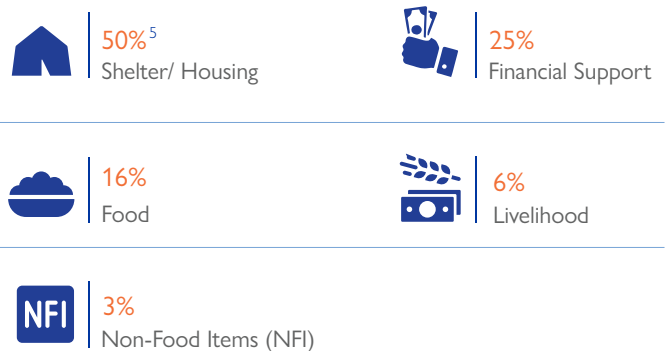 50%5
Shelter/ Housing
25%
Financial Support
16%
Food
6%
Livelihood
NFI
3%
Non-Food Items (NFI)